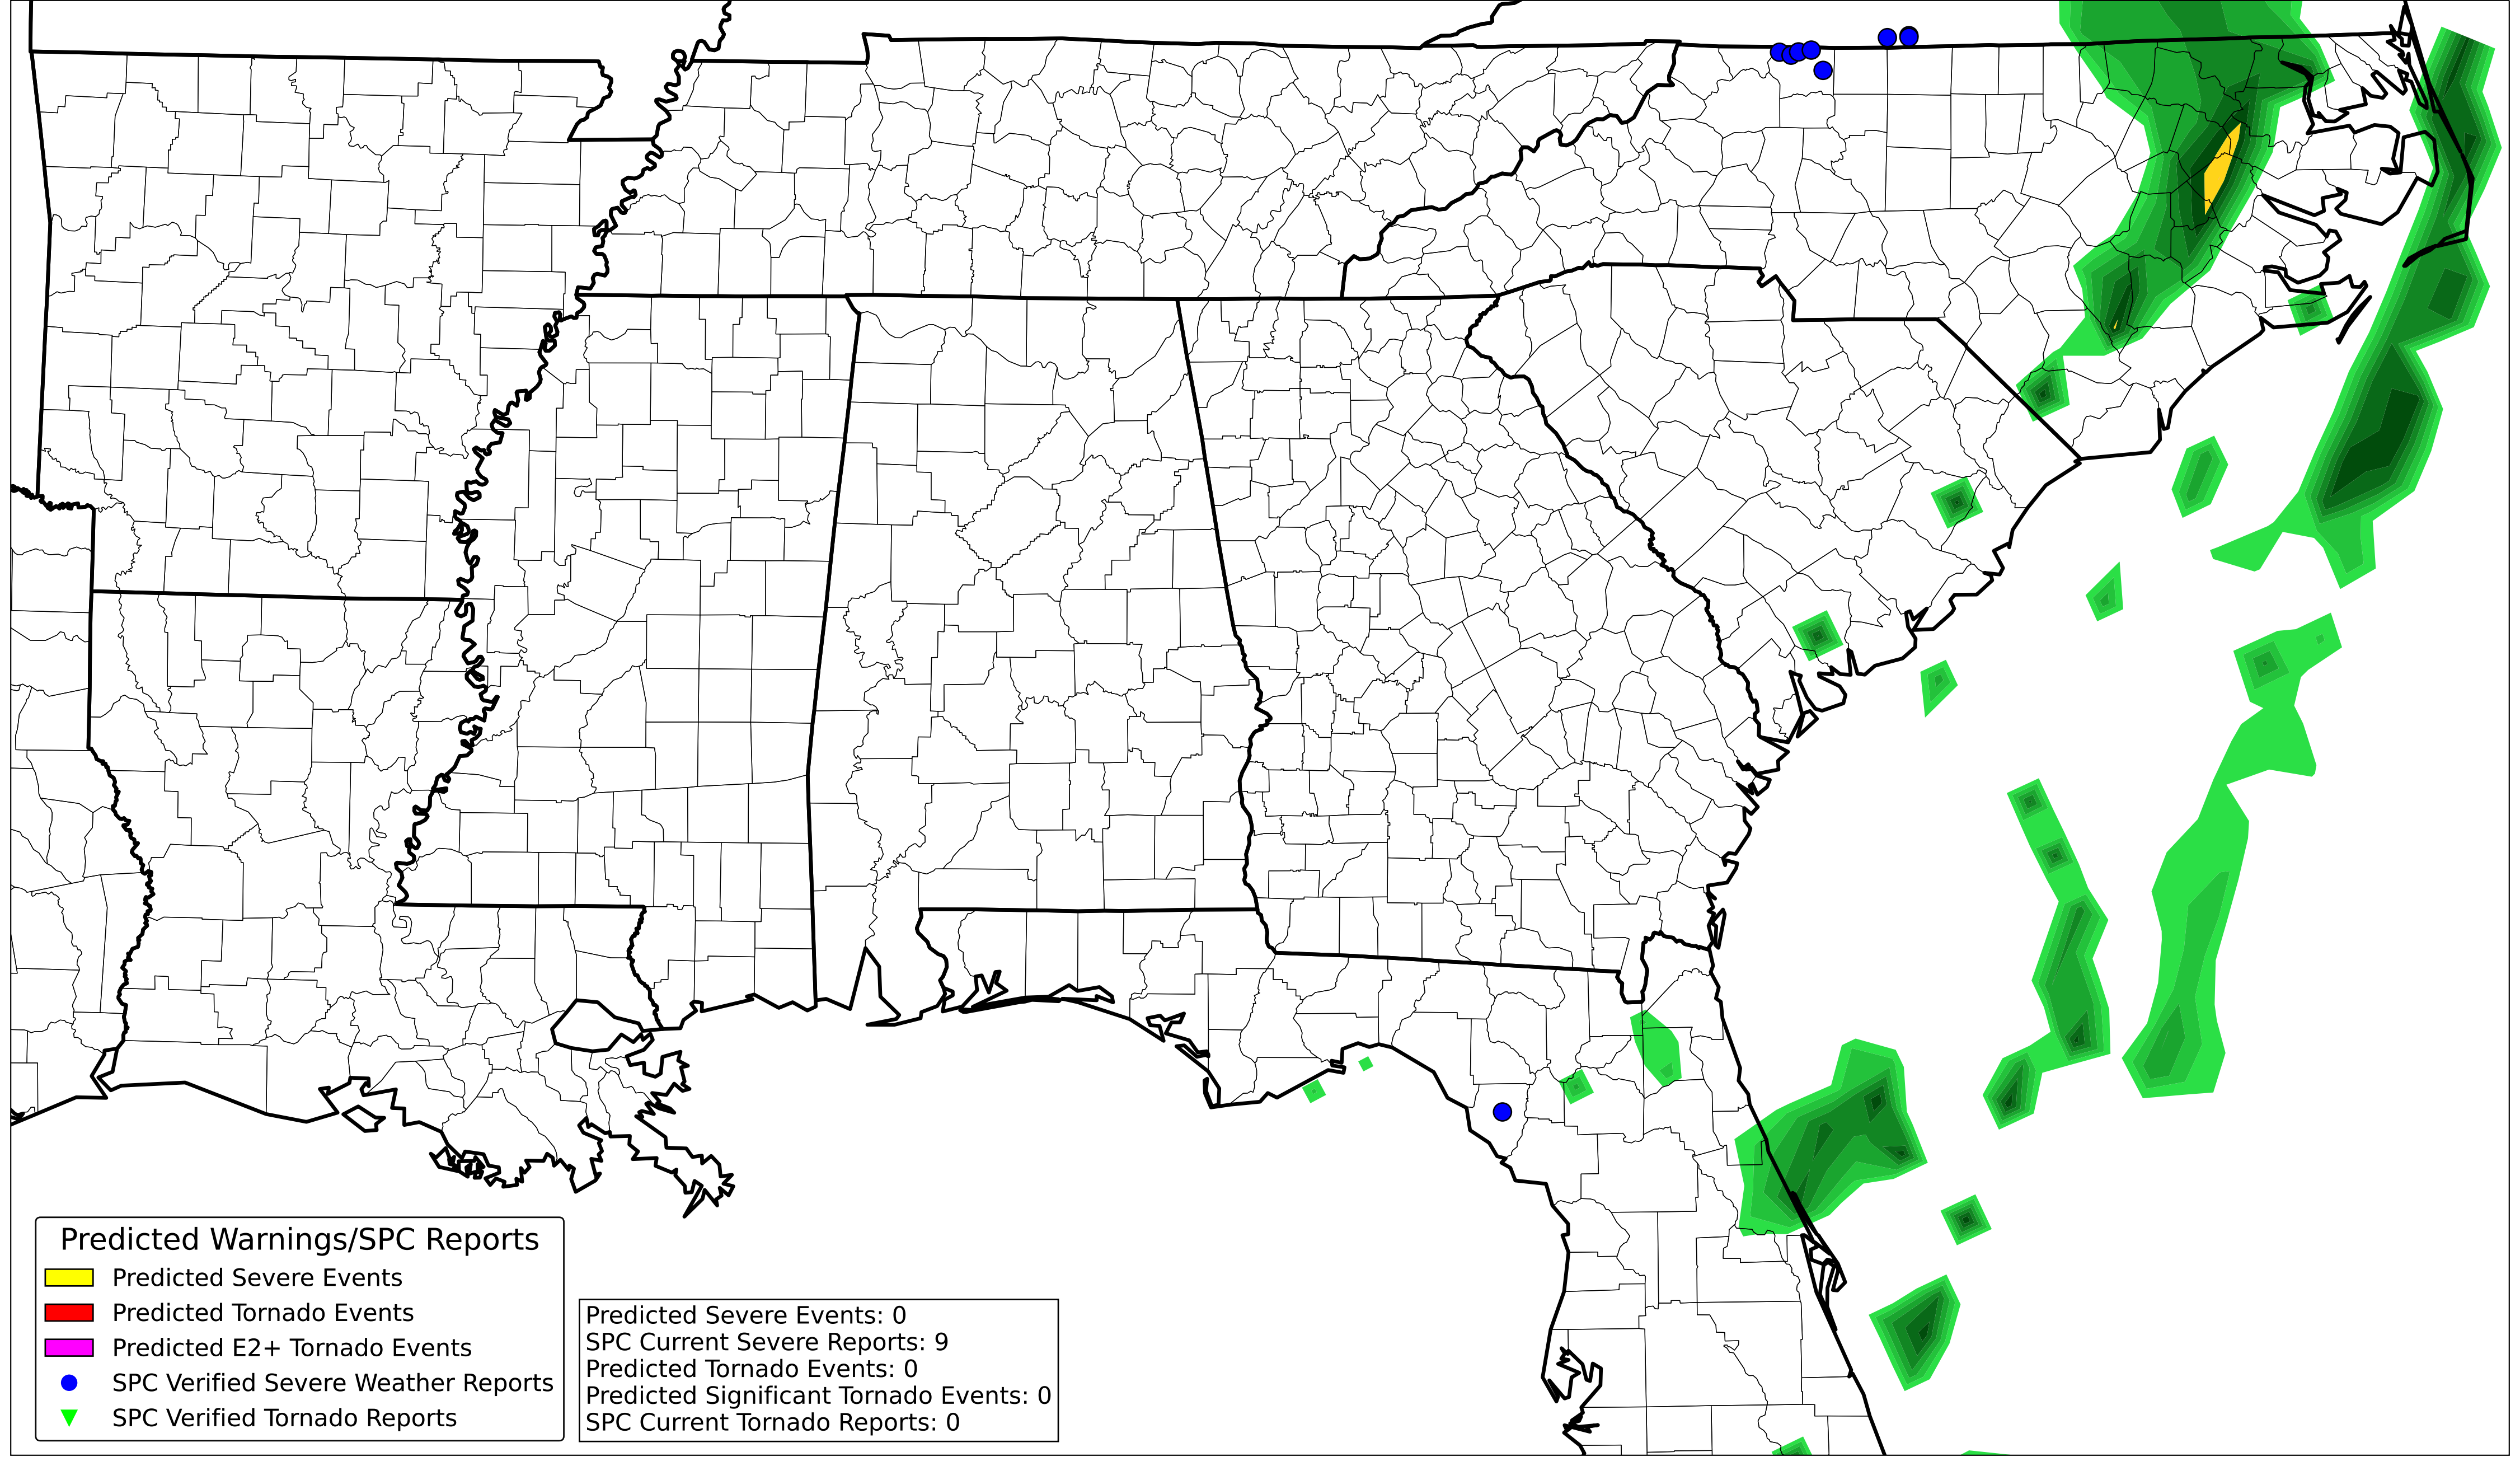 Predicted Warnings/SPC Reports
Predicted Severe Events
Predicted Tornado Events
Predicted E2+ Tornado Events
SPC Verified Severe Weather Reports
SPC Verified Tornado Reports
Predicted Severe Events: 0
SPC Current Severe Reports: 9
Predicted Tornado Events: 0
Predicted Significant Tornado Events: 0
SPC Current Tornado Reports: 0